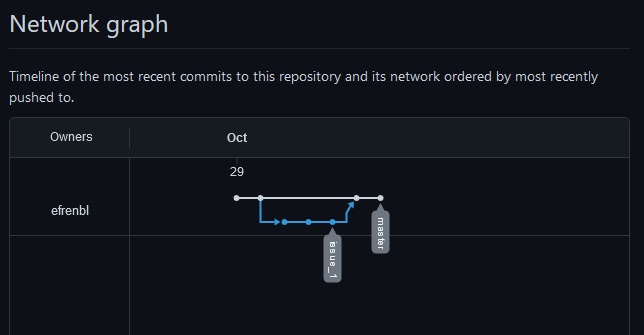 Network graph
Timeline of the most recent commits to this repository and its network ordered by most recently
pushed to.
Owners
Oct
29
efrenbl
master
issue_1